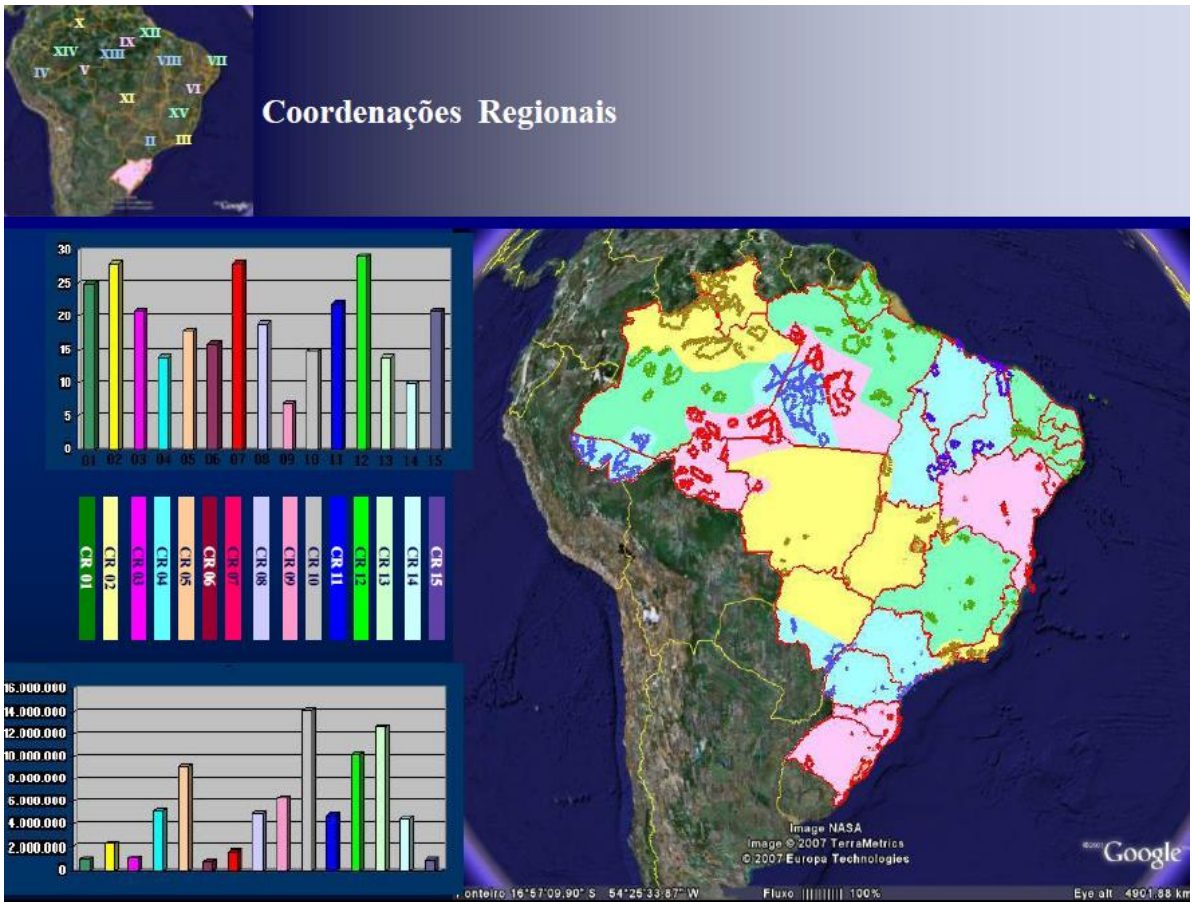 X
XII
IX
XIV
XIII
VIII
VII
IV
V
VI
XI
XV
II
III
Google
Coordenações Regionais
30
25
20
15
10
5
0
01 02 03 04 05 06 07 08 09 10 11 12 13 14 15
CR 01
CR 02
CR 03
CR 04
CR 05
CR 06
CR 07
CR 08
CR 09
CR 10
CR 11
CR 12
CR 13
CR 14
CR 15
16.000.000
14.000.000
12.000.000
10.000.000
8.000.000
6.000.000
4.000.000
2.000.000
0
Image NASA
Image © 2007 TerraMetrics
© 2007 Europa Technologies
Google
onteiro 16°57'09.90" S 54°25'33.87" W Fluxo ||||||||| 100% Eye alt 4901.88 km